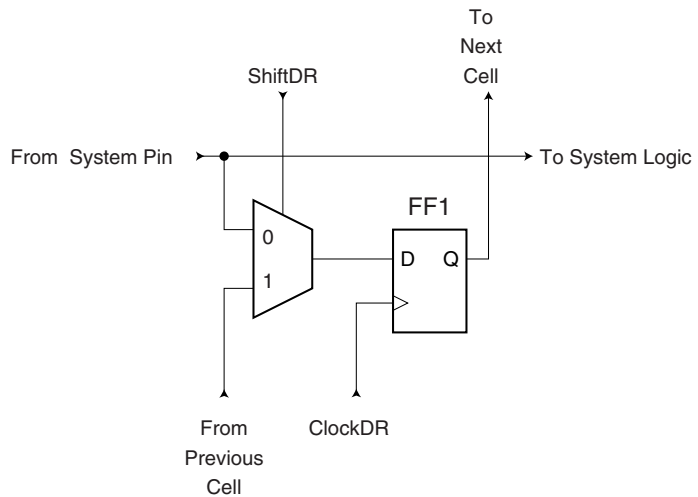 To
Next
Cell
ShiftDR
From System Pin
To System Logic
FF1
0
D Q
1
From
Previous
Cell
ClockDR